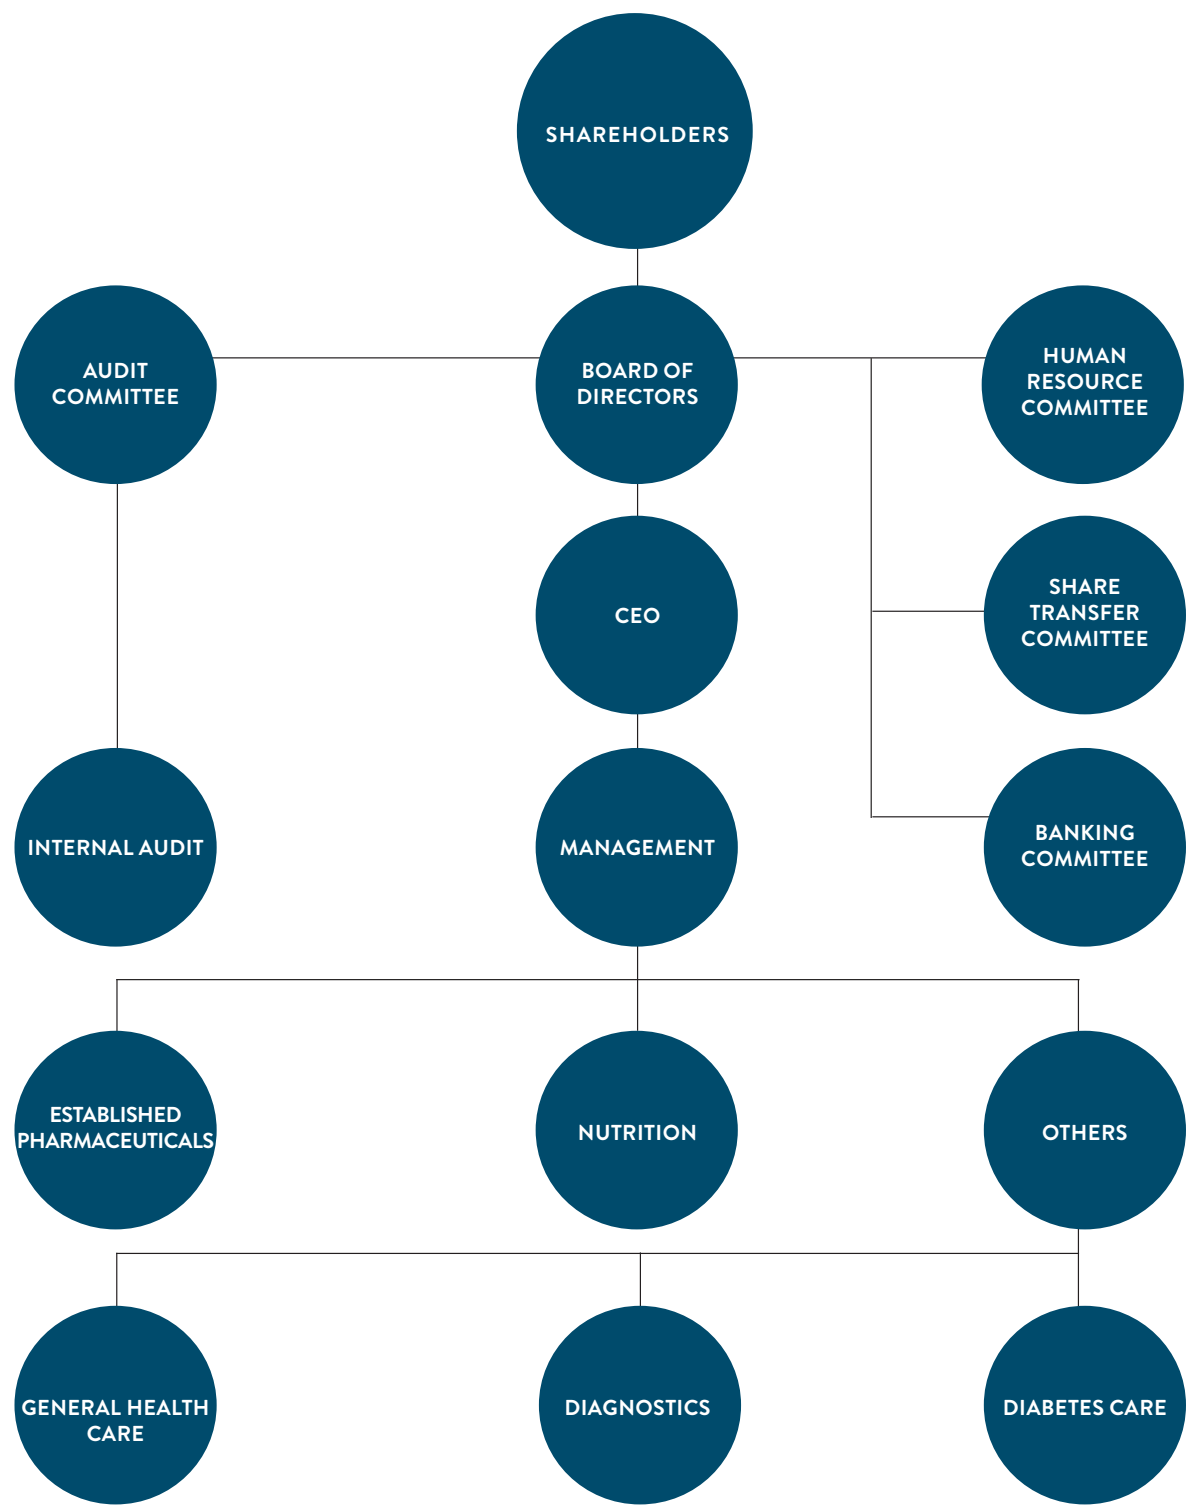 SHAREHOLDERS
AUDIT
COMMITTEE
BOARD OF
DIRECTORS
HUMAN
RESOURCE
COMMITTEE
CEO
SHARE
TRANSFER
COMMITTEE
INTERNAL AUDIT
MANAGEMENT
BANKING
COMMITTEE
ESTABLISHED
PHARMACEUTICALS
NUTRITION
OTHERS
GENERAL HEALTH
CARE
DIAGNOSTICS
DIABETES CARE